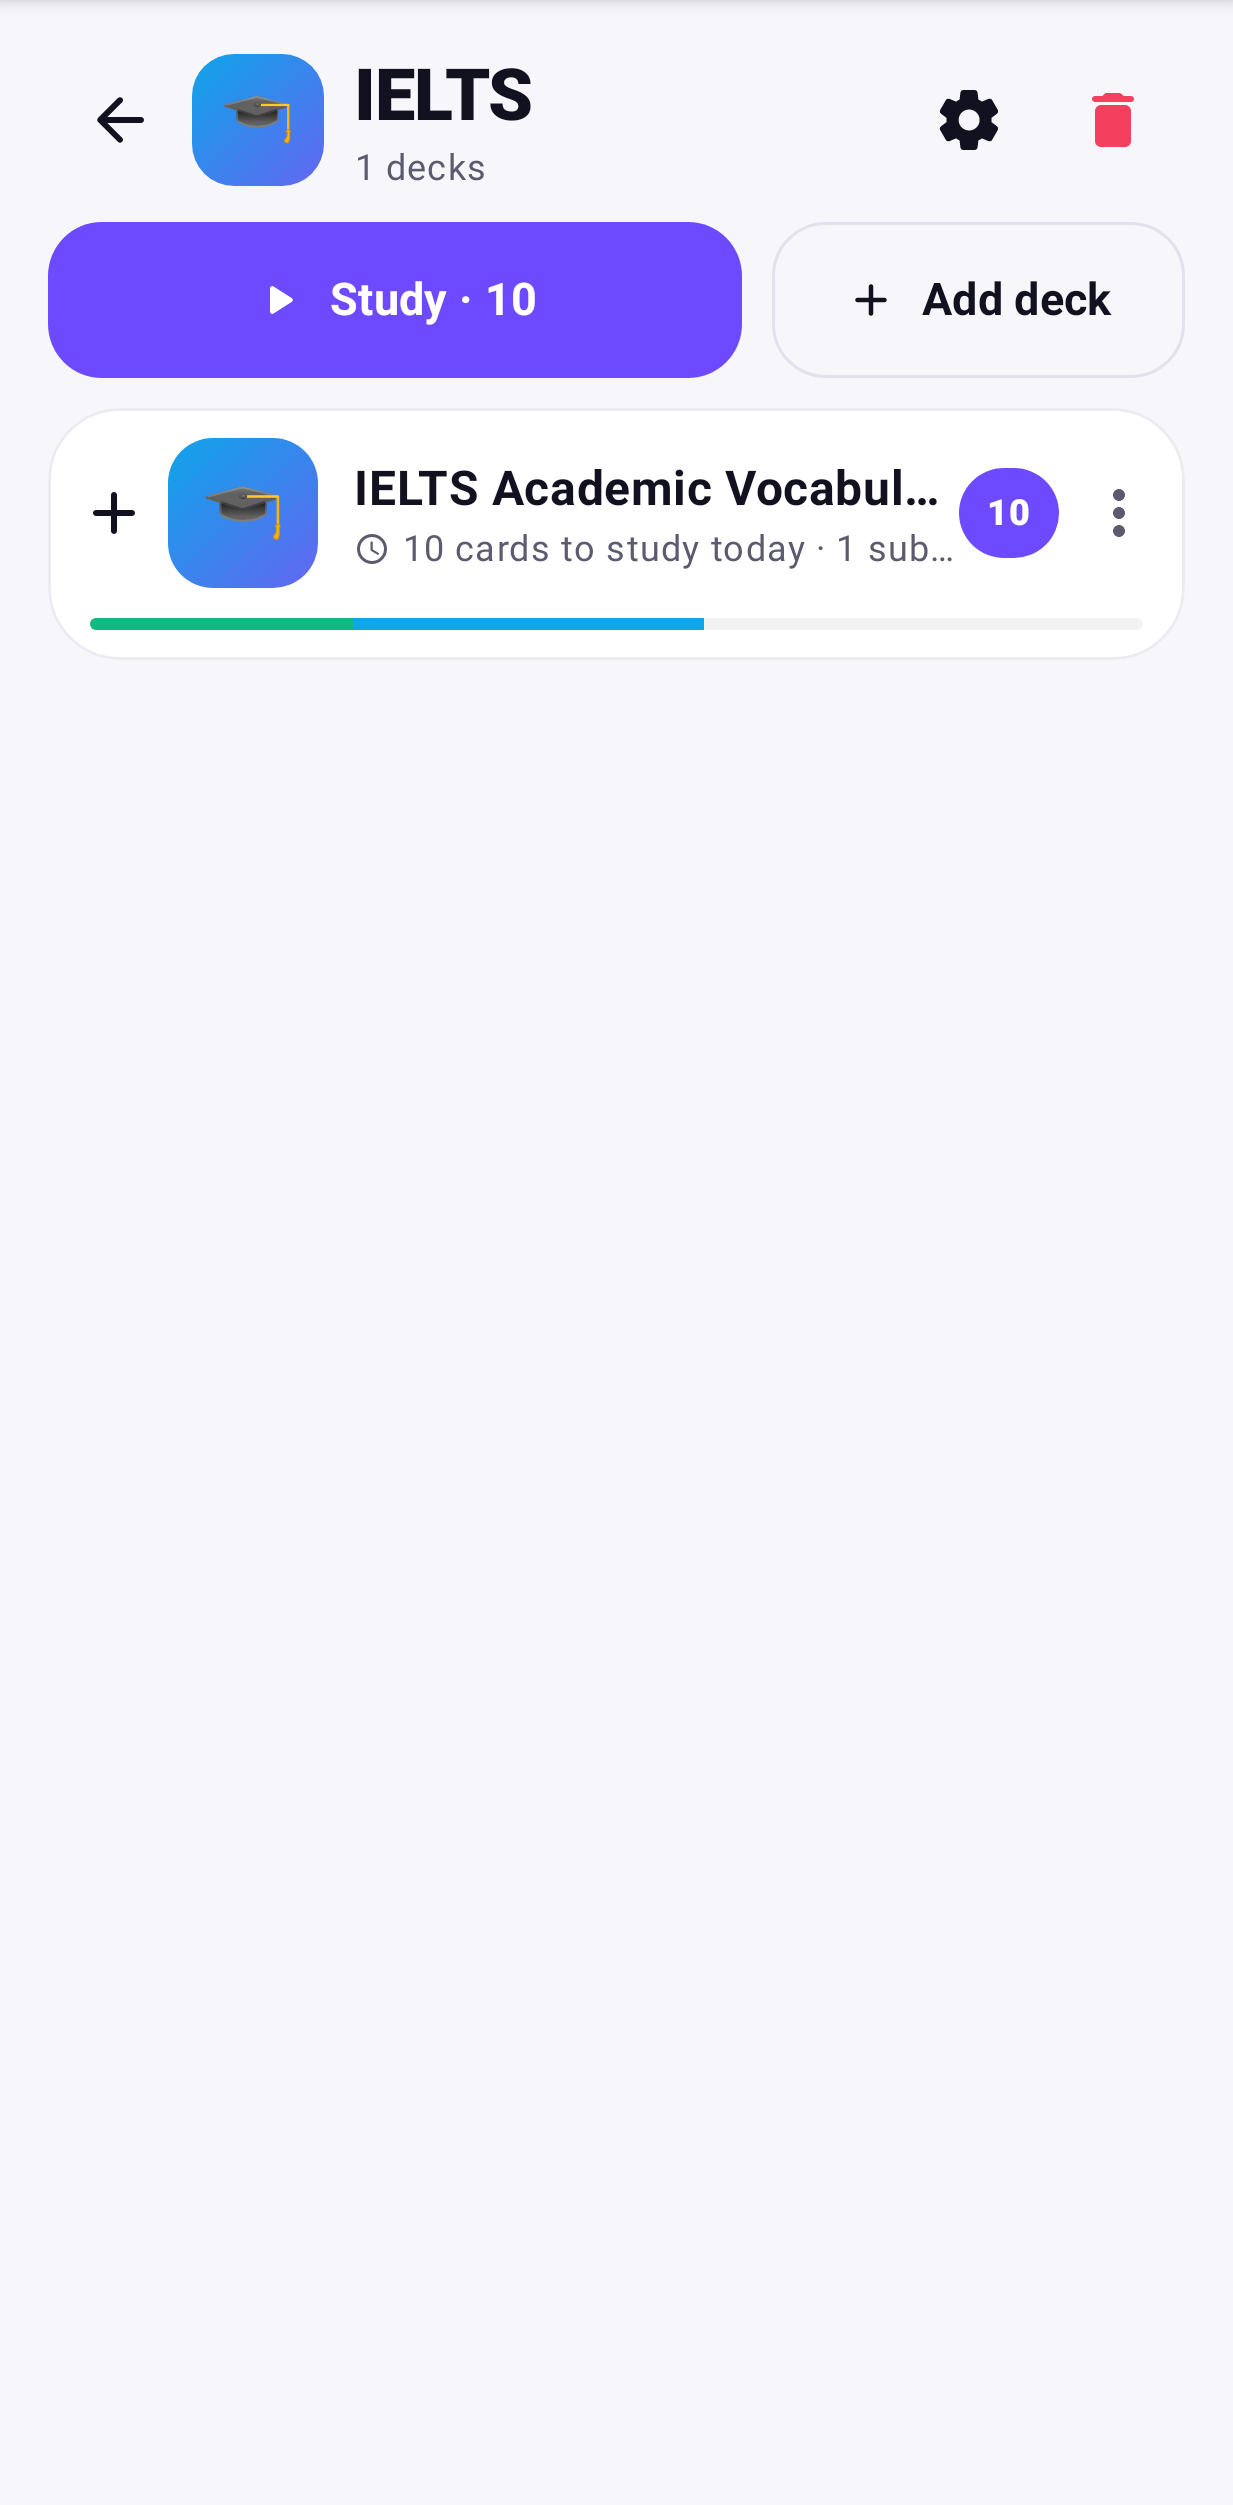 IELTS
1 decks
Study · 10
Add deck
IELTS Academic Vocabul…
10 cards to study today · 1 sub…
10